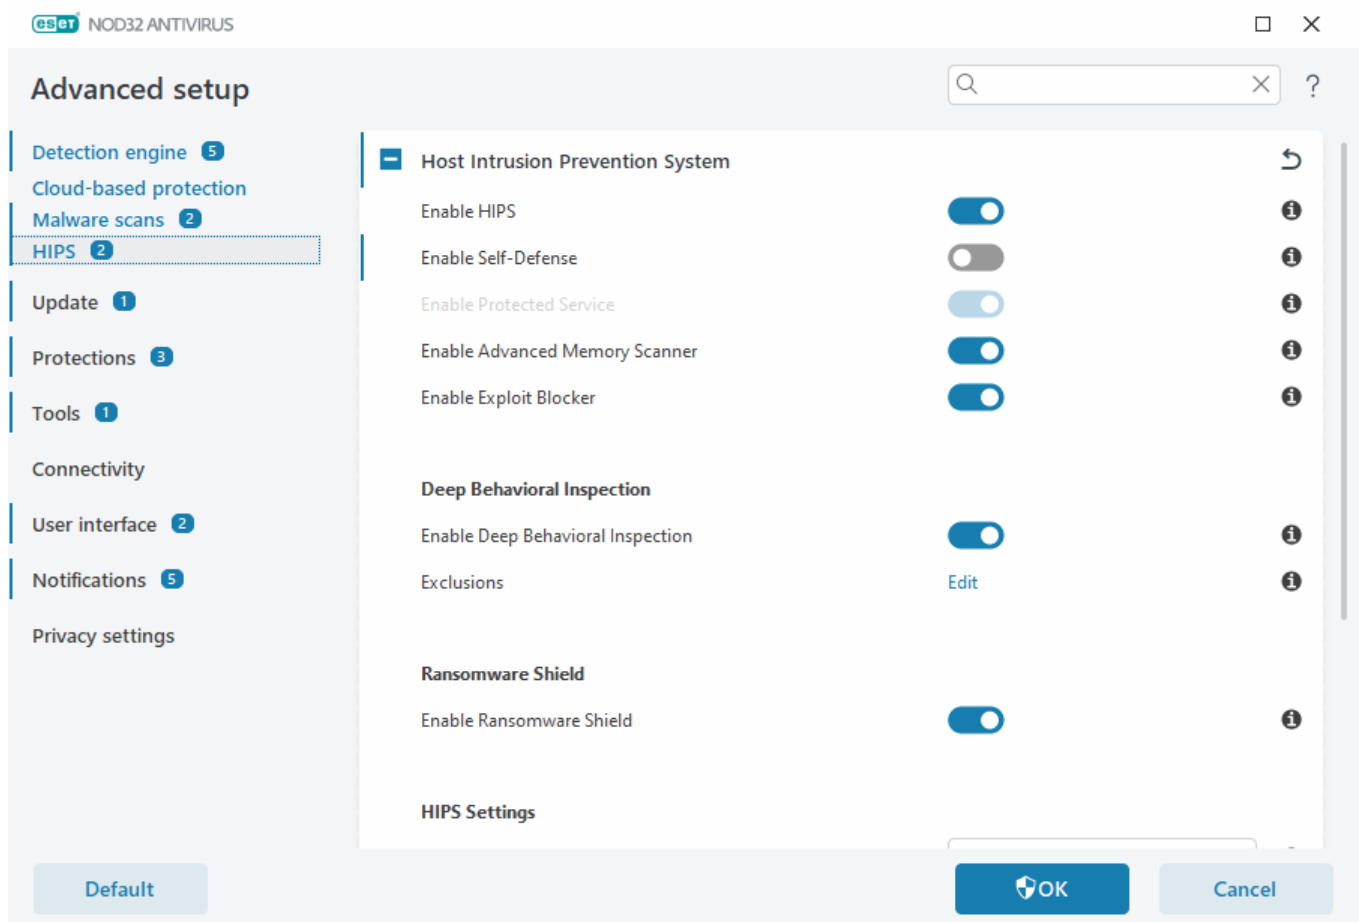 eset NOD32 ANTIVIRUS
Advanced setup
?
Detection engine 5
Cloud-based protection
Malware scans 2
HIPS 2
Update 1
Protections 3
Tools 1
Connectivity
User interface 2
Notifications 5
Privacy settings
Host Intrusion Prevention System
Enable HIPS
Enable Self-Defense
Enable Protected Service
Enable Advanced Memory Scanner
Enable Exploit Blocker
Deep Behavioral Inspection
Enable Deep Behavioral Inspection
Exclusions Edit
Ransomware Shield
Enable Ransomware Shield
HIPS Settings
Default
OK
Cancel